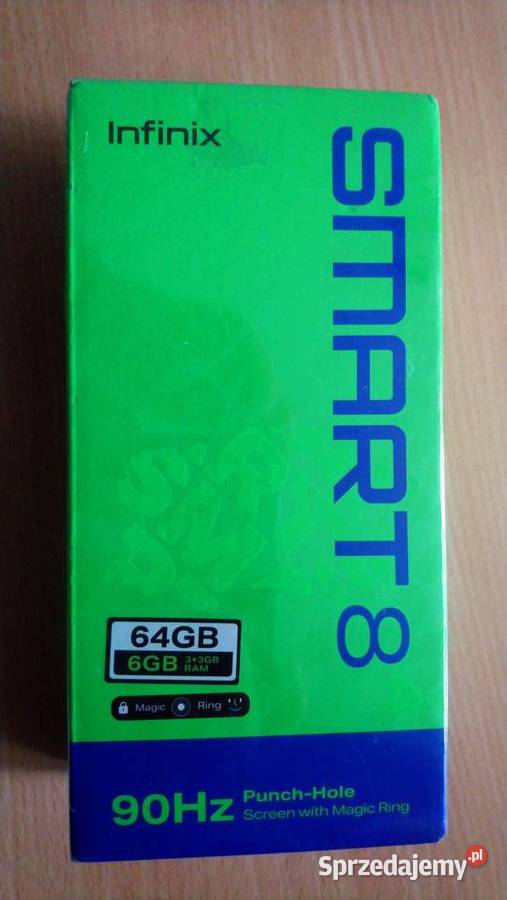 Infinix
SMART 8
64GB
6GB 3+3GB RAM
Magic Ring
90Hz Punch-Hole
Screen with Magic Ring
Sprzedajemy.pl